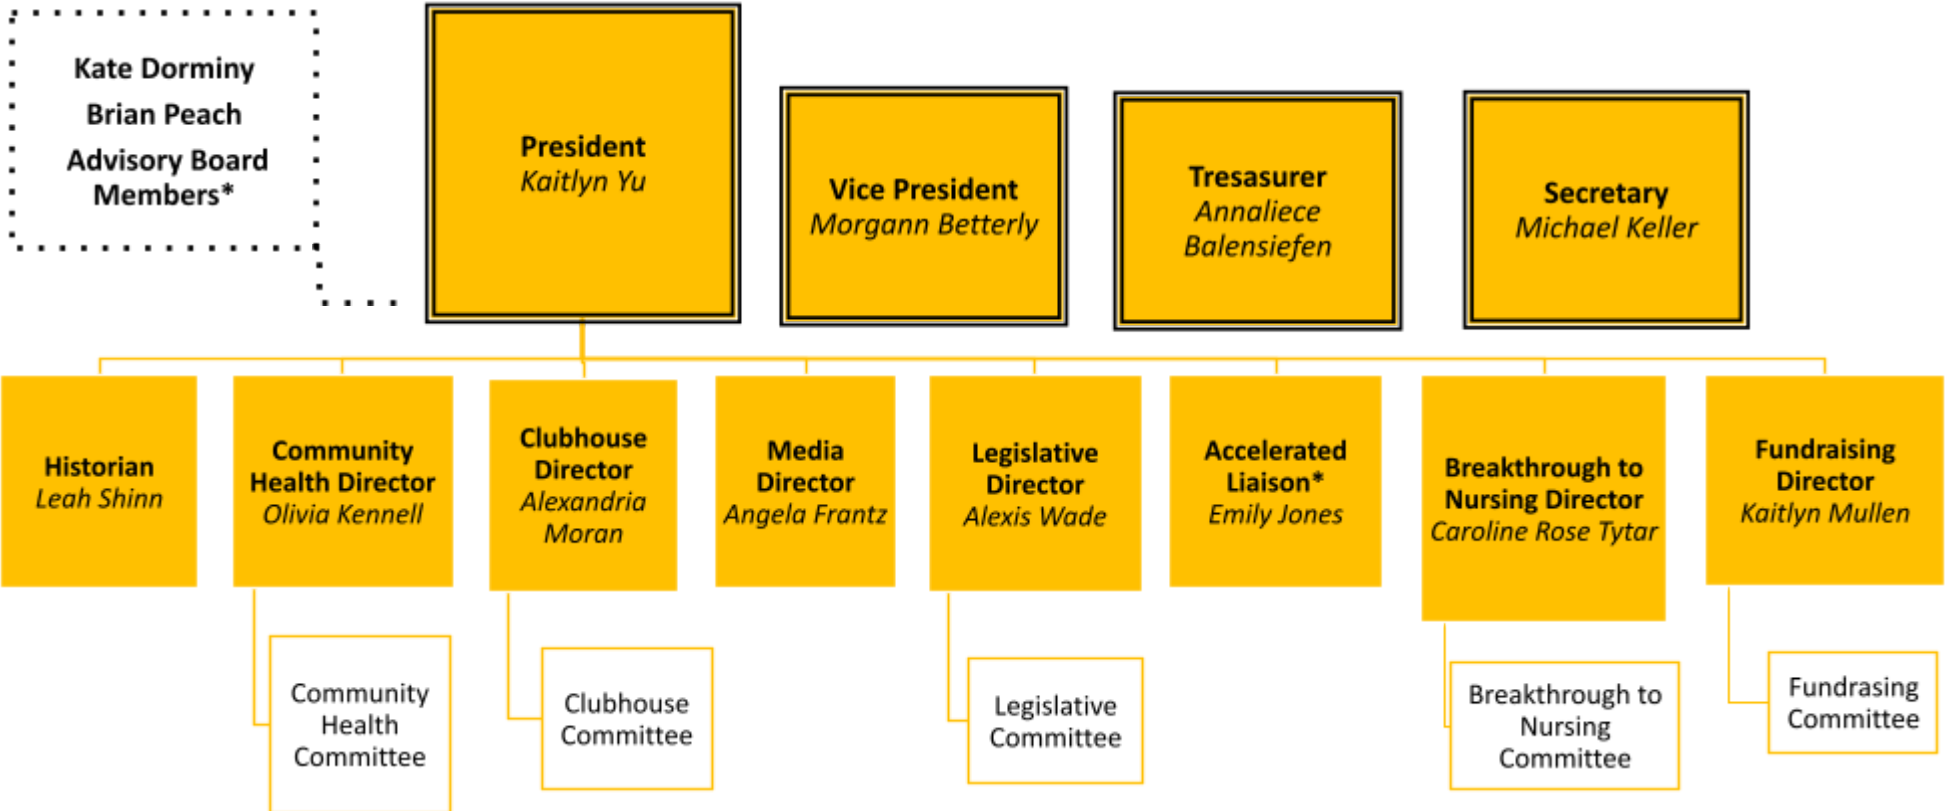 Kate Dorminy
Brian Peach
Advisory Board
Members*
President
Kaitlyn Yu
Vice President
Morgann Betterly
Tresasurer
Annaliece
Balensiefen
Secretary
Michael Keller
Historian
Leah Shinn
Community
Health Director
Olivia Kennell
Clubhouse
Director
Alexandria
Moran
Media
Director
Angela Frantz
Legislative
Director
Alexis Wade
Accelerated
Liaison*
Emily Jones
Breakthrough to
Nursing Director
Caroline Rose Tytar
Fundraising
Director
Kaitlyn Mullen
Community
Health
Committee
Clubhouse
Committee
Legislative
Committee
Breakthrough to
Nursing
Committee
Fundrasing
Committee